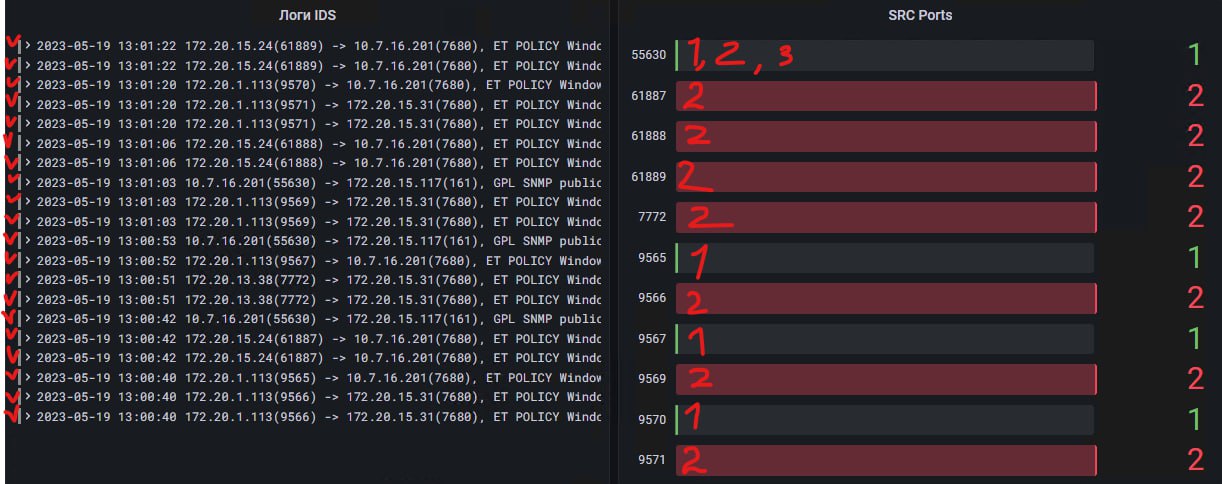 Логи IDS
> 2023-05-19 13:01:22 172.20.15.24(61889) -> 10.7.16.201(7680), ET POLICY Windo
> 2023-05-19 13:01:22 172.20.15.24(61889) -> 10.7.16.201(7680), ET POLICY Windo
> 2023-05-19 13:01:20 172.20.1.113(9570) -> 10.7.16.201(7680), ET POLICY Window
> 2023-05-19 13:01:20 172.20.1.113(9571) -> 172.20.15.31(7680), ET POLICY Windo
> 2023-05-19 13:01:20 172.20.1.113(9571) -> 172.20.15.31(7680), ET POLICY Windo
> 2023-05-19 13:01:06 172.20.15.24(61888) -> 10.7.16.201(7680), ET POLICY Windo
> 2023-05-19 13:01:06 172.20.15.24(61888) -> 10.7.16.201(7680), ET POLICY Windo
> 2023-05-19 13:01:03 10.7.16.201(55630) -> 172.20.15.117(161), GPL SNMP public
> 2023-05-19 13:01:03 172.20.1.113(9569) -> 172.20.15.31(7680), ET POLICY Windo
> 2023-05-19 13:01:03 172.20.1.113(9569) -> 172.20.15.31(7680), ET POLICY Windo
> 2023-05-19 13:00:53 10.7.16.201(55630) -> 172.20.15.117(161), GPL SNMP public
> 2023-05-19 13:00:52 172.20.1.113(9567) -> 10.7.16.201(7680), ET POLICY Window
> 2023-05-19 13:00:51 172.20.13.38(7772) -> 172.20.15.31(7680), ET POLICY Windo
> 2023-05-19 13:00:51 172.20.13.38(7772) -> 172.20.15.31(7680), ET POLICY Windo
> 2023-05-19 13:00:42 10.7.16.201(55630) -> 172.20.15.117(161), GPL SNMP public
> 2023-05-19 13:00:42 172.20.15.24(61887) -> 10.7.16.201(7680), ET POLICY Windo
> 2023-05-19 13:00:42 172.20.15.24(61887) -> 10.7.16.201(7680), ET POLICY Windo
> 2023-05-19 13:00:40 172.20.1.113(9565) -> 10.7.16.201(7680), ET POLICY Window
> 2023-05-19 13:00:40 172.20.1.113(9566) -> 172.20.15.31(7680), ET POLICY Windo
> 2023-05-19 13:00:40 172.20.1.113(9566) -> 172.20.15.31(7680), ET POLICY Windo
SRC Ports
55630 1,2,3 1
61887 2 2
61888 2 2
61889 2 2
7772 2 2
9565 1 1
9566 2 2
9567 1 1
9569 2 2
9570 1 1
9571 2 2